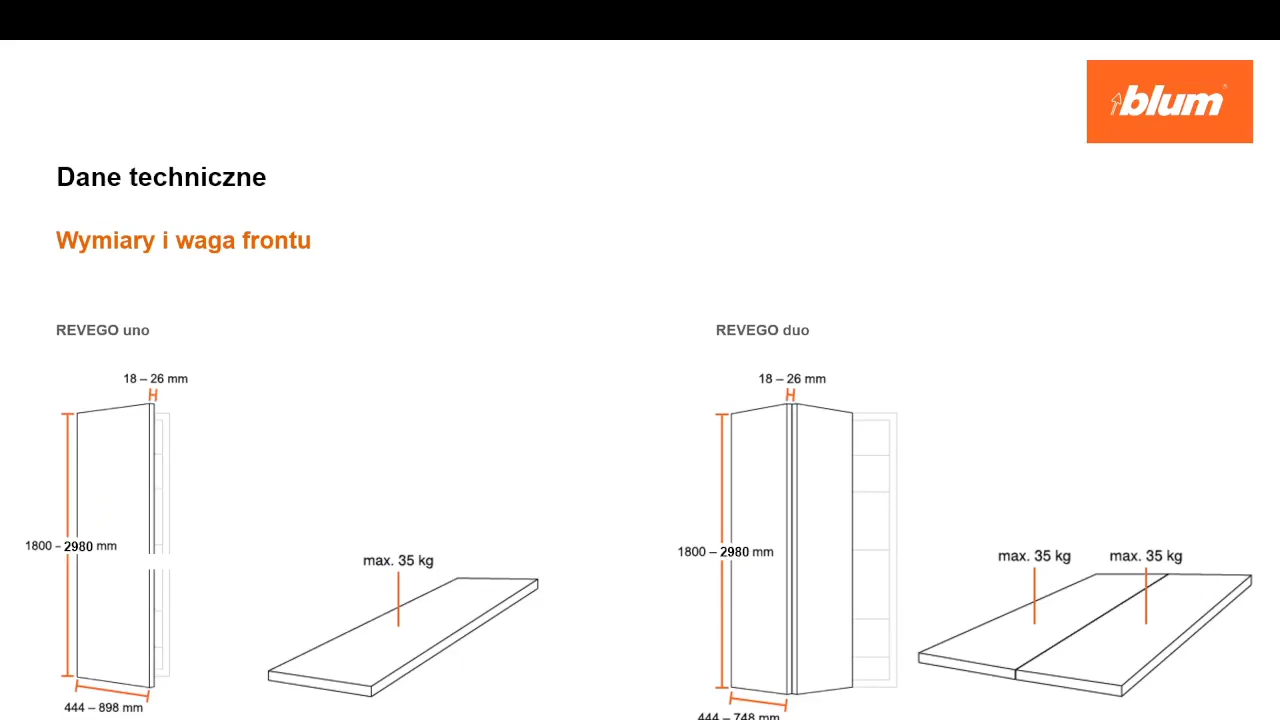 blum®
Dane techniczne
Wymiary i waga frontu
REVEGO uno
REVEGO duo
18 – 26 mm
1800 – 2980 mm
max. 35 kg
444 – 898 mm
18 – 26 mm
1800 – 2980 mm
max. 35 kg
max. 35 kg
444 – 748 mm